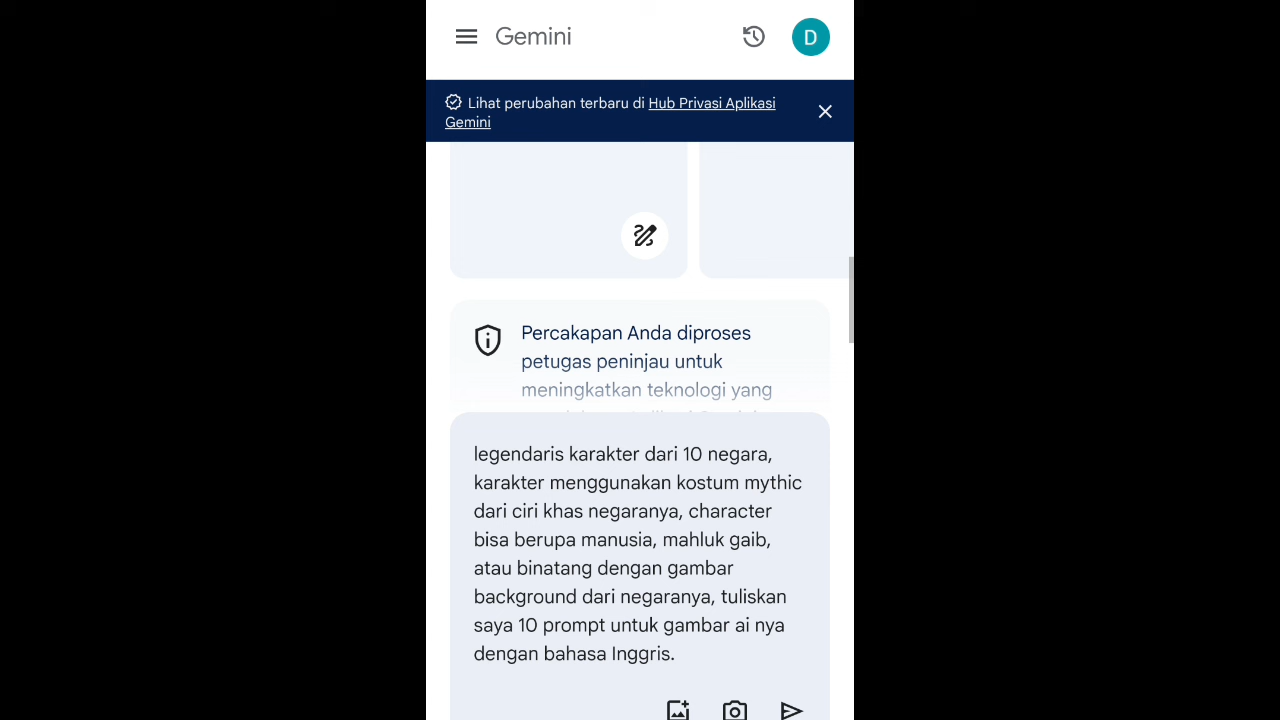 Gemini
D
Lihat perubahan terbaru di Hub Privasi Aplikasi
Gemini
Percakapan Anda diproses
petugas peninjau untuk
meningkatkan teknologi yang
legendaris karakter dari 10 negara,
karakter menggunakan kostum mythic
dari ciri khas negaranya, character
bisa berupa manusia, mahluk gaib,
atau binatang dengan gambar
background dari negaranya, tuliskan
saya 10 prompt untuk gambar ai nya
dengan bahasa Inggris.